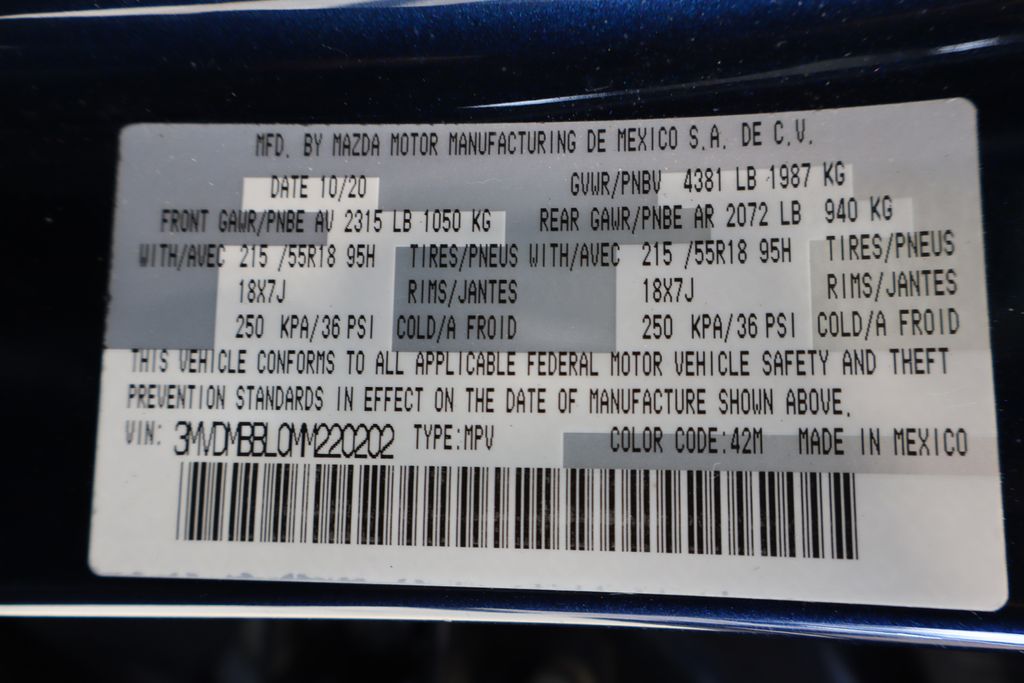 MFD. BY MAZDA MOTOR MANUFACTURING DE MEXICO S.A. DE C.V.
DATE 10/20 GVWR/PNBV 4381 LB 1987 KG
FRONT GAWR/PNBE AV 2315 LB 1050 KG REAR GAWR/PNBE AR 2072 LB 940 KG
WITH/AVEC 215 /55R18 95H TIRES/PNEUS WITH/AVEC 215 /55R18 95H TIRES/PNEUS
18X7J RIMS/JANTES 18X7J RIMS/JANTES
250 KPA/36 PSI COLD/A FROID 250 KPA/36 PSI COLD/A FROID
THIS VEHICLE CONFORMS TO ALL APPLICABLE FEDERAL MOTOR VEHICLE SAFETY AND THEFT
PREVENTION STANDARDS IN EFFECT ON THE DATE OF MANUFACTURE SHOWN ABOVE.
VIN: 3MVDMBBL0MM220202 TYPE:MPV COLOR CODE:42M MADE IN MEXICO